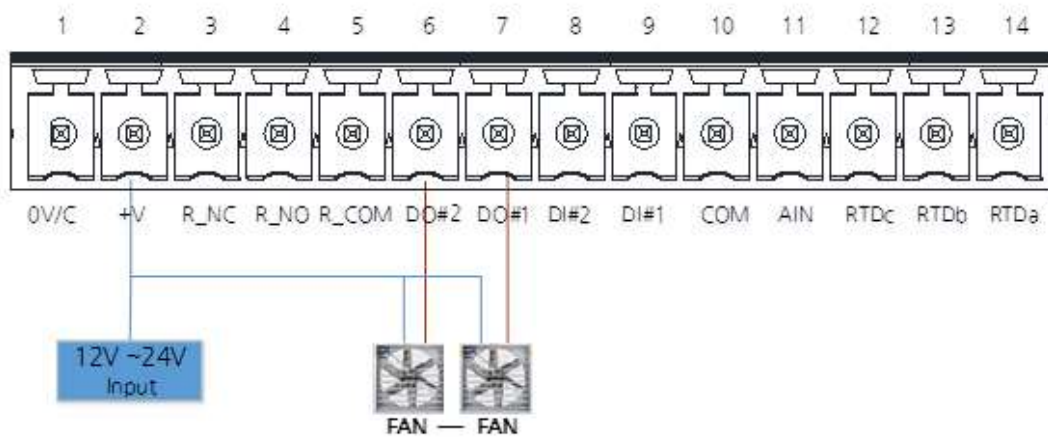 1 2 3 4 5 6 7 8 9 10 11 12 13 14
0V/C +V R_NC R_NO R_COM DO#2 DO#1 DI#2 DI#1 COM AIN RTDc RTDb RTDa
12V ~24V
Input
FAN — FAN